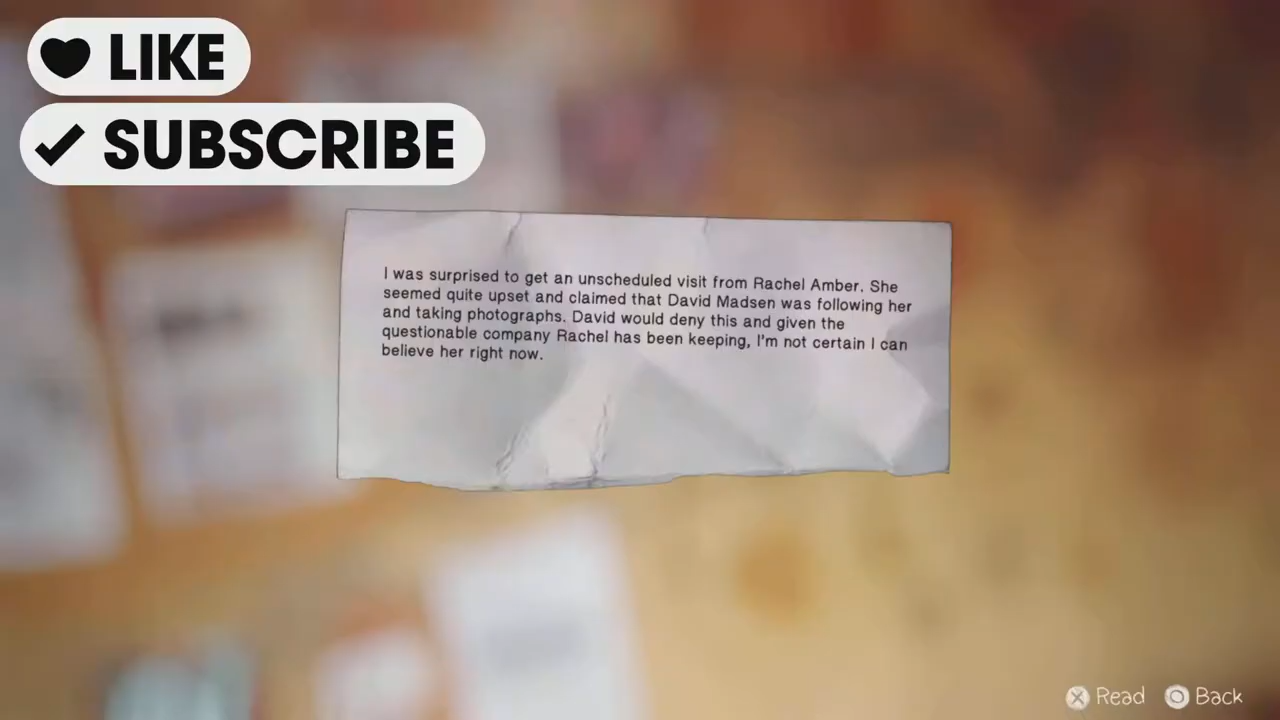 LIKE
SUBSCRIBE
I was surprised to get an unscheduled visit from Rachel Amber. She
seemed quite upset and claimed that David Madsen was following her
and taking photographs. David would deny this and given the
questionable company Rachel has been keeping, I'm not certain I can
believe her right now.
Read
Back